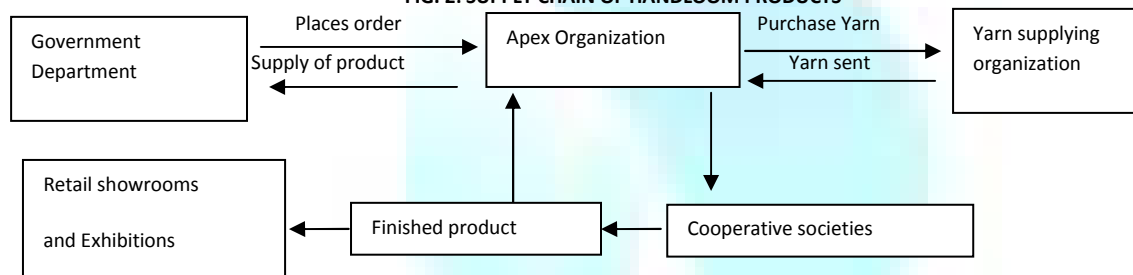 FIG. 2: SUPPLY CHAIN OF HANDLOOM PRODUCTS
Government
Department
Places order
Supply of product
Apex Organization
Purchase Yarn
Yarn sent
Yarn supplying
organization
Retail showrooms
and Exhibitions
Finished product
Cooperative societies